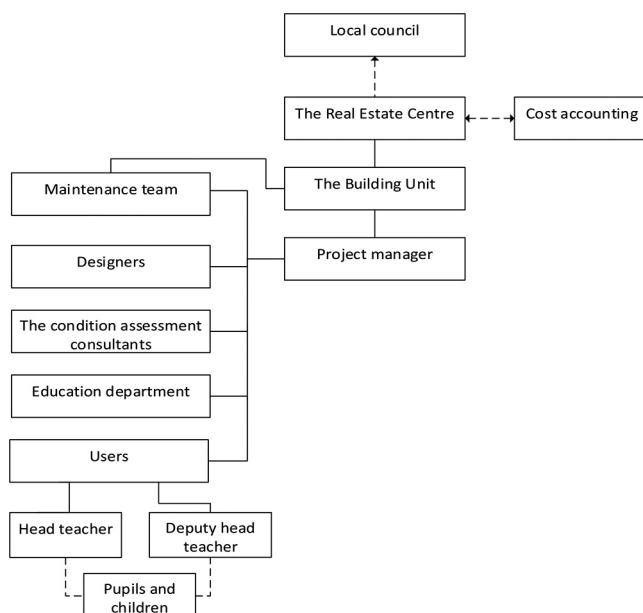 Local council
The Real Estate Centre
Cost accounting
Maintenance team
The Building Unit
Designers
Project manager
The condition assessment
consultants
Education department
Users
Head teacher
Deputy head
teacher
Pupils and
children